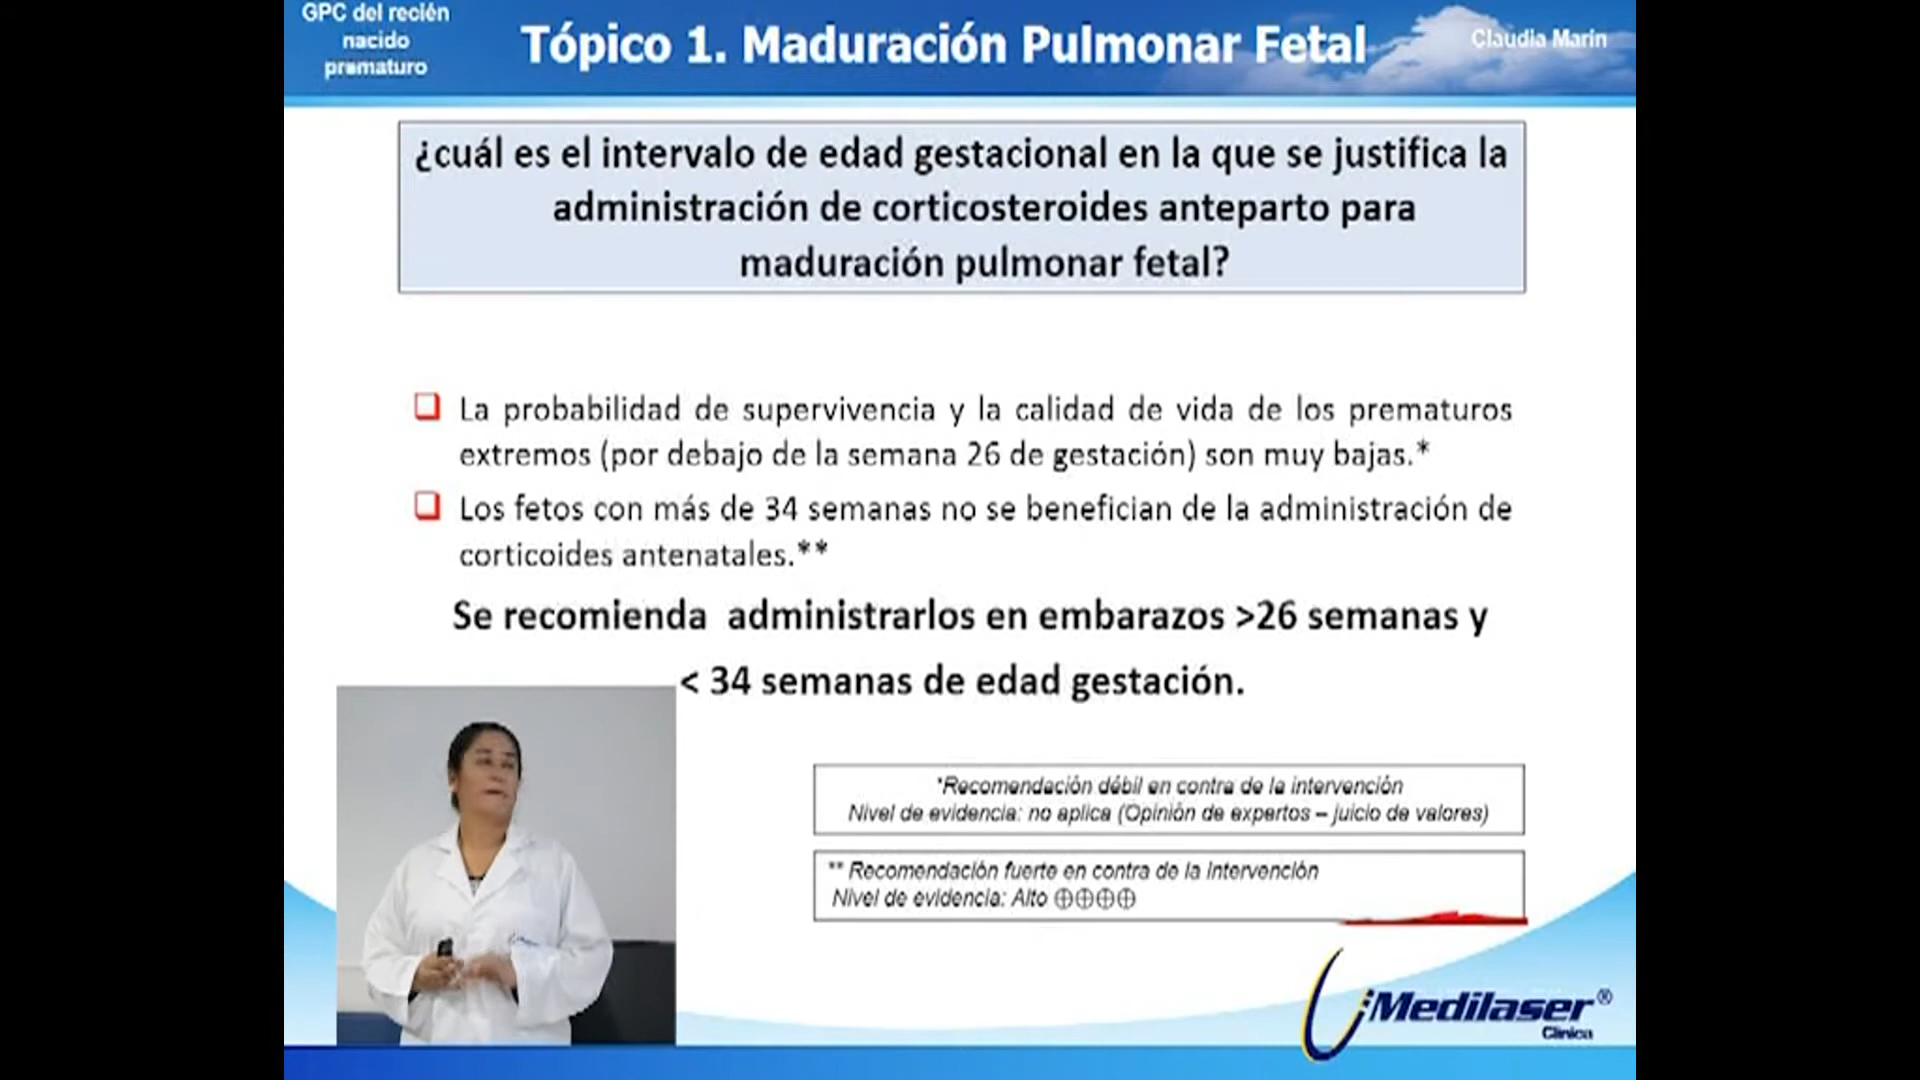 GPC del recién
nacido
prematuro
Tópico 1. Maduración Pulmonar Fetal
Claudia Marin
¿cuál es el intervalo de edad gestacional en la que se justifica la
administración de corticosteroides anteparto para
maduración pulmonar fetal?
La probabilidad de supervivencia y la calidad de vida de los prematuros
extremos (por debajo de la semana 26 de gestación) son muy bajas.*
Los fetos con más de 34 semanas no se benefician de la administración de
corticoides antenatales.**
Se recomienda administrarlos en embarazos >26 semanas y
< 34 semanas de edad gestación.
*Recomendación débil en contra de la intervención
Nivel de evidencia: no aplica (Opinión de expertos – juicio de valores)
** Recomendación fuerte en contra de la intervención
Nivel de evidencia: Alto ⊕⊕⊕⊕
Medilaser®
Clínica